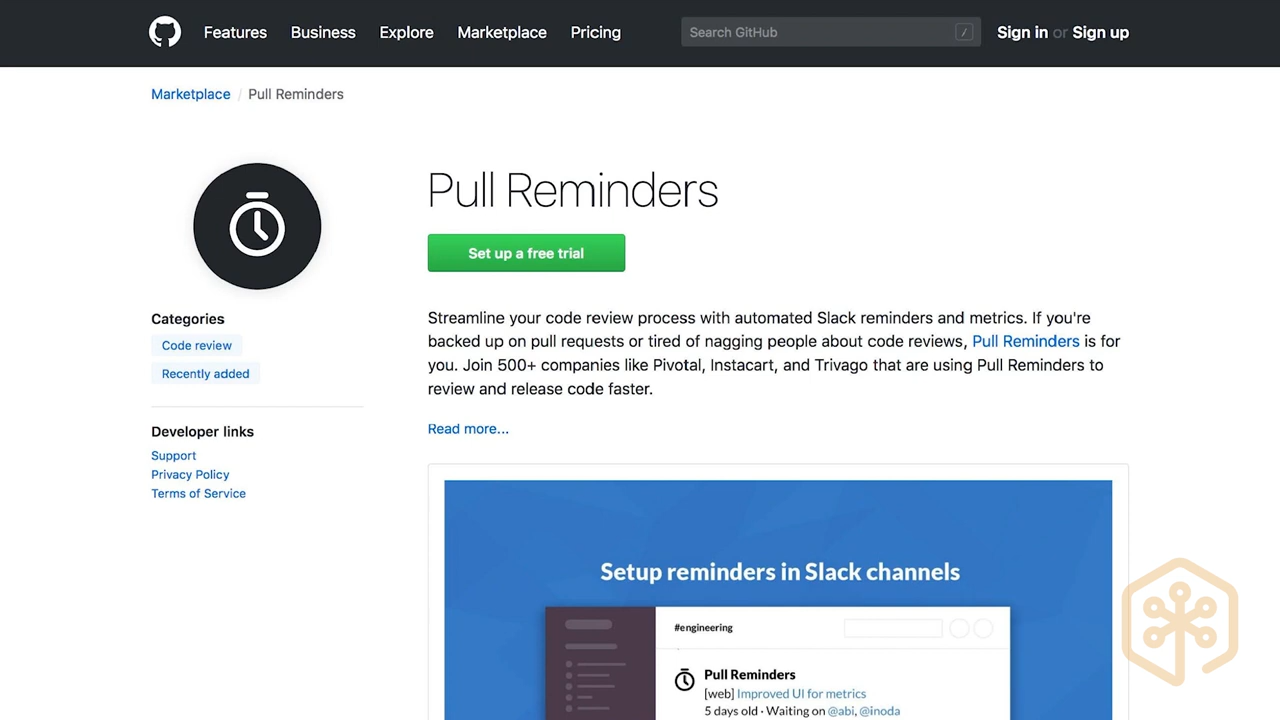 Features Business Explore Marketplace Pricing Search GitHub / Sign in or Sign up
Marketplace / Pull Reminders
Pull Reminders
Set up a free trial
Categories
Code review
Recently added
Developer links
Support
Privacy Policy
Terms of Service
Streamline your code review process with automated Slack reminders and metrics. If you're
backed up on pull requests or tired of nagging people about code reviews, Pull Reminders is for
you. Join 500+ companies like Pivotal, Instacart, and Trivago that are using Pull Reminders to
review and release code faster.
Read more...
Setup reminders in Slack channels
#engineering
Pull Reminders
[web] Improved UI for metrics
5 days old · Waiting on @abi, @inoda